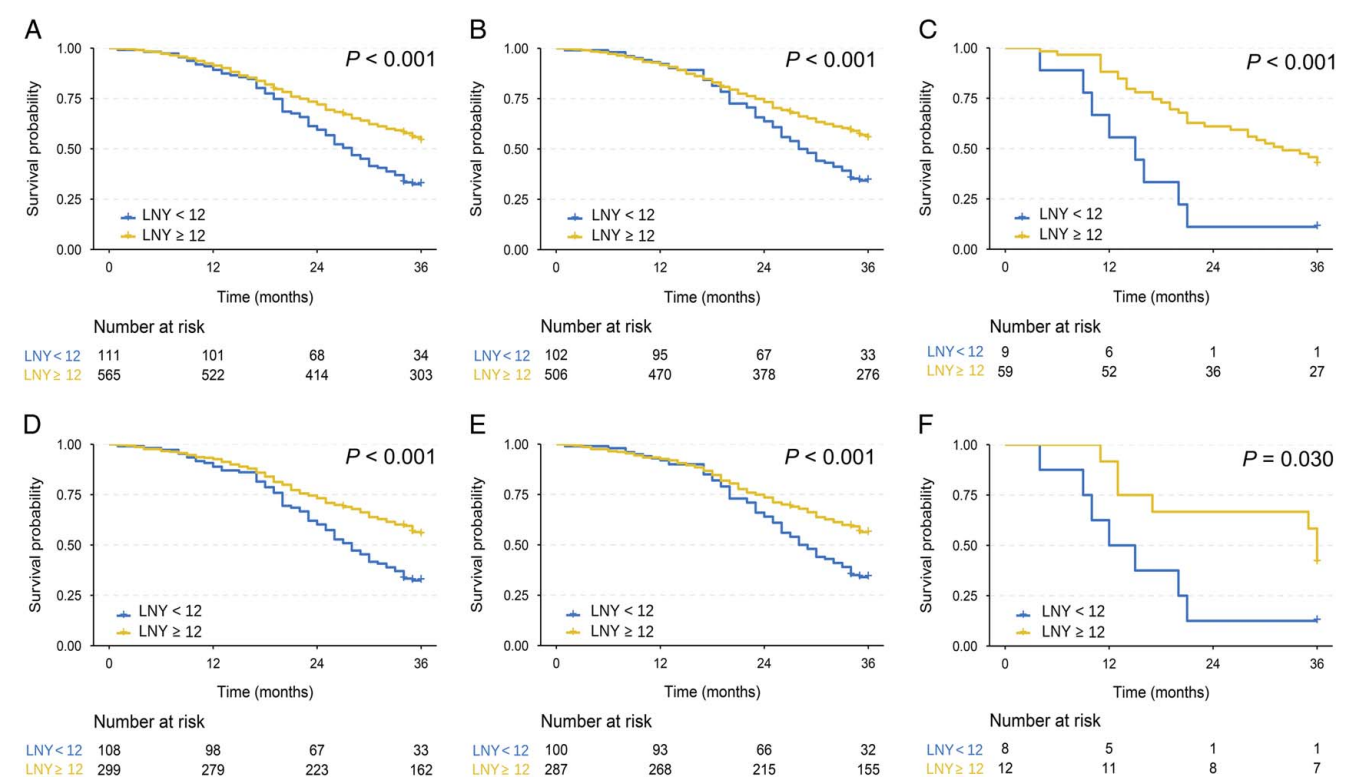 A
P < 0.001
Survival probability
1.00
0.75
0.50
0.25
0.00
LNY < 12
LNY ≥ 12
0 12 24 36
Time (months)
Number at risk
LNY < 12 111 101 68 34
LNY ≥ 12 565 522 414 303
B
P < 0.001
Survival probability
1.00
0.75
0.50
0.25
0.00
LNY < 12
LNY ≥ 12
0 12 24 36
Time (months)
Number at risk
LNY < 12 102 95 67 33
LNY ≥ 12 506 470 378 276
C
P < 0.001
Survival probability
1.00
0.75
0.50
0.25
0.00
LNY < 12
LNY ≥ 12
0 12 24 36
Time (months)
Number at risk
LNY < 12 9 6 1 1
LNY ≥ 12 59 52 36 27
D
P < 0.001
Survival probability
1.00
0.75
0.50
0.25
0.00
LNY < 12
LNY ≥ 12
0 12 24 36
Time (months)
Number at risk
LNY < 12 108 98 67 33
LNY ≥ 12 299 279 223 162
E
P < 0.001
Survival probability
1.00
0.75
0.50
0.25
0.00
LNY < 12
LNY ≥ 12
0 12 24 36
Time (months)
Number at risk
LNY < 12 100 93 66 32
LNY ≥ 12 287 268 215 155
F
P = 0.030
Survival probability
1.00
0.75
0.50
0.25
0.00
LNY < 12
LNY ≥ 12
0 12 24 36
Time (months)
Number at risk
LNY < 12 8 5 1 1
LNY ≥ 12 12 11 8 7